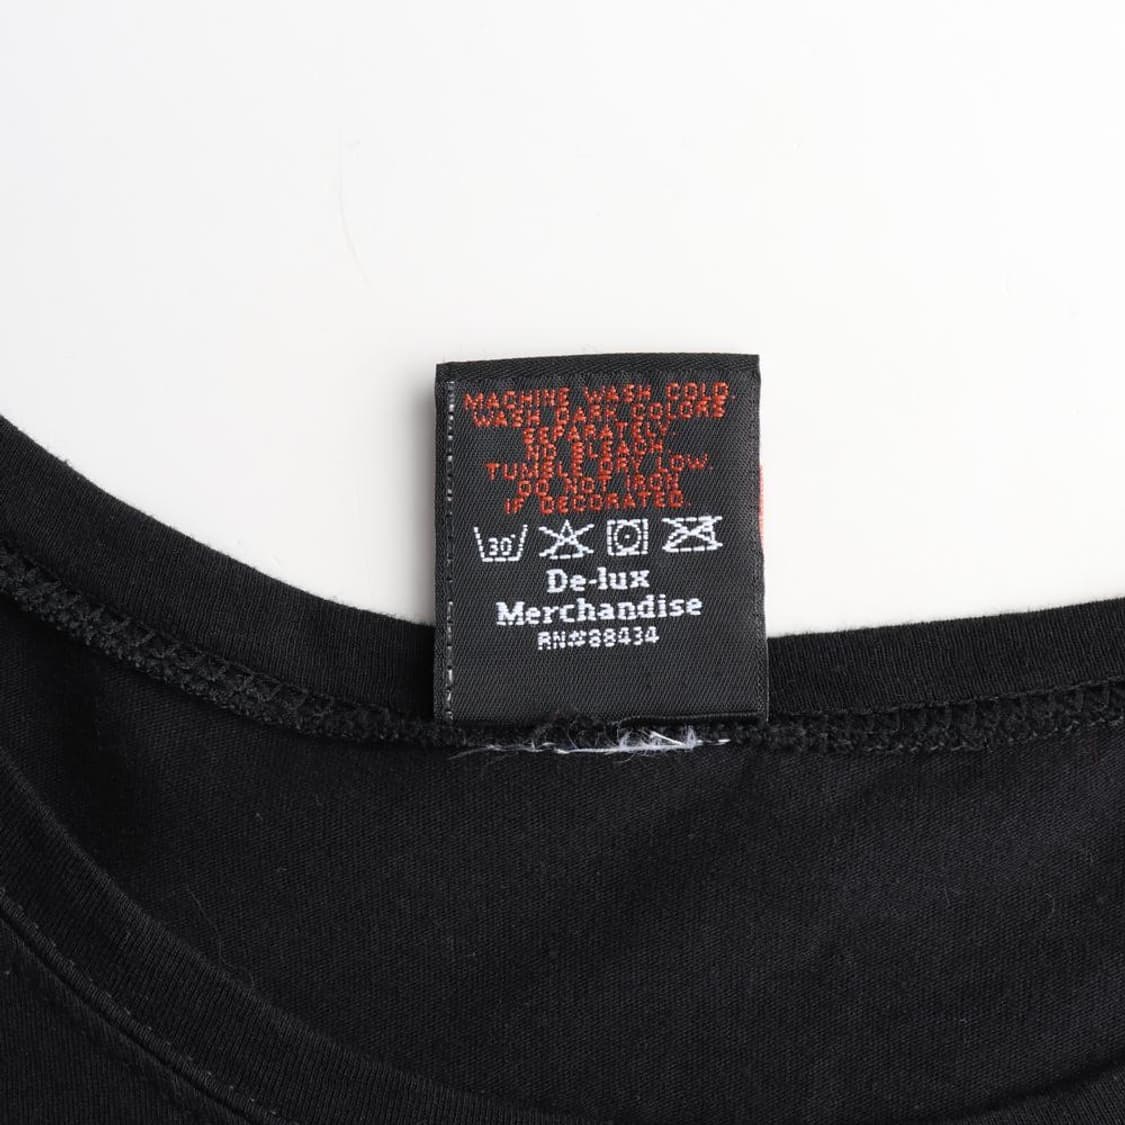 MACHINE WASH COLD.
WASH DARK COLORS
SEPARATELY.
NO BLEACH.
TUMBLE DRY LOW.
DO NOT IRON
IF DECORATED.
30°
De-lux
Merchandise
RN#88434